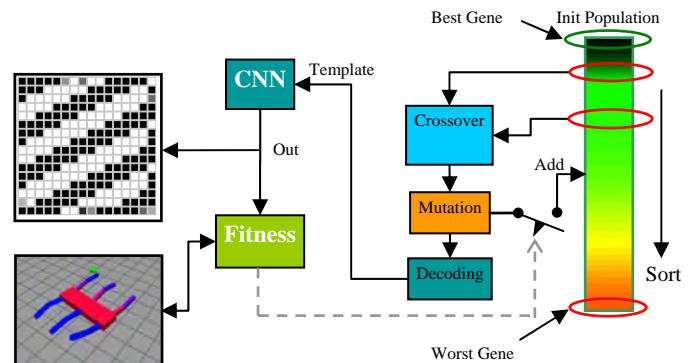 Best Gene
Init Population
CNN
Template
Crossover
Out
Add
Mutation
Fitness
Decoding
Sort
Worst Gene